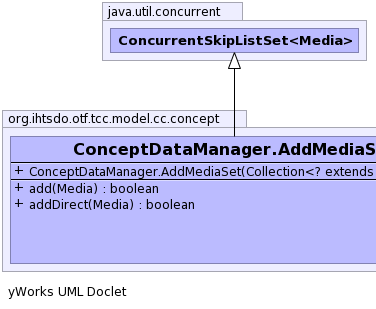 java.util.concurrent
ConcurrentSkipListSet<Media>
org.ihtsdo.otf.tcc.model.cc.concept
ConceptDataManager.AddMediaS
+ ConceptDataManager.AddMediaSet(Collection<? extends
+ add(Media) : boolean
+ addDirect(Media) : boolean
yWorks UML Doclet